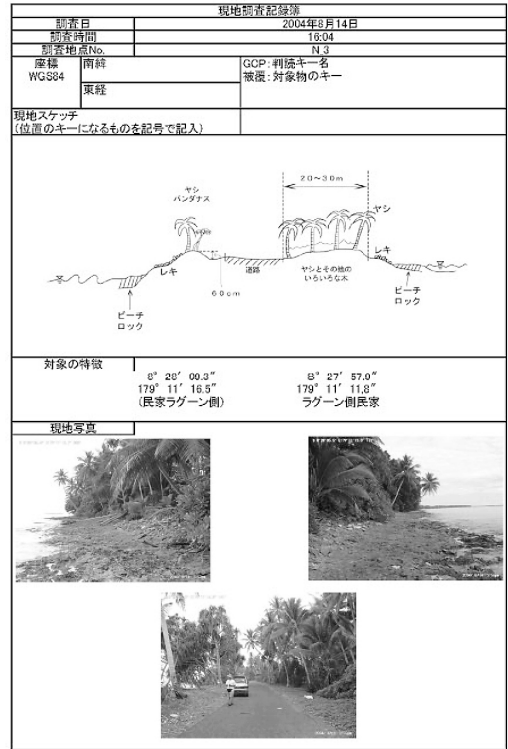 現地調査記録簿
調査日 2004年8月14日
調査時間 16:04
調査地点No. N.3
座標 南緯 GCP:判読キー名
WGS84 被覆:対象物のキー
東経
現地スケッチ
(位置のキーになるものを記号で記入)
20~30m
ヤシ
パンダナス
ヤシ
レキ
60cm
道路
ヤシとその他の
いろいろな木
レキ
ビーチ
ロック
ビーチ
ロック
対象の特徴
8° 28′ 00.3″ 8° 27′ 57.0″
179° 11′ 16.5″ 179° 11′ 11.8″
(民家ラグーン側) ラグーン側民家
現地写真